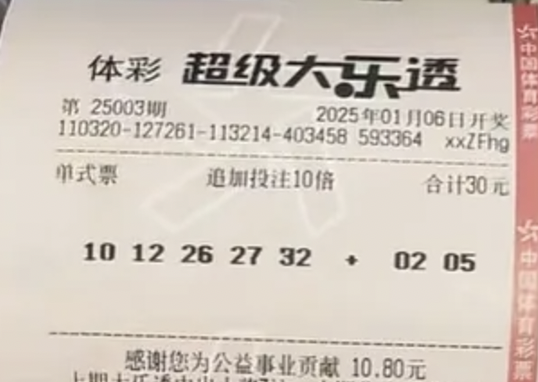 体彩 超级大乐透
第 25003期 2025年01月06日开奖
110320-127261-113214-403458 593364 xxZFhg
单式票 追加投注10倍 合计30元
10 12 26 27 32 + 02 05
感谢您为公益事业贡献 10.80元
中国体育彩票
中国体育彩票